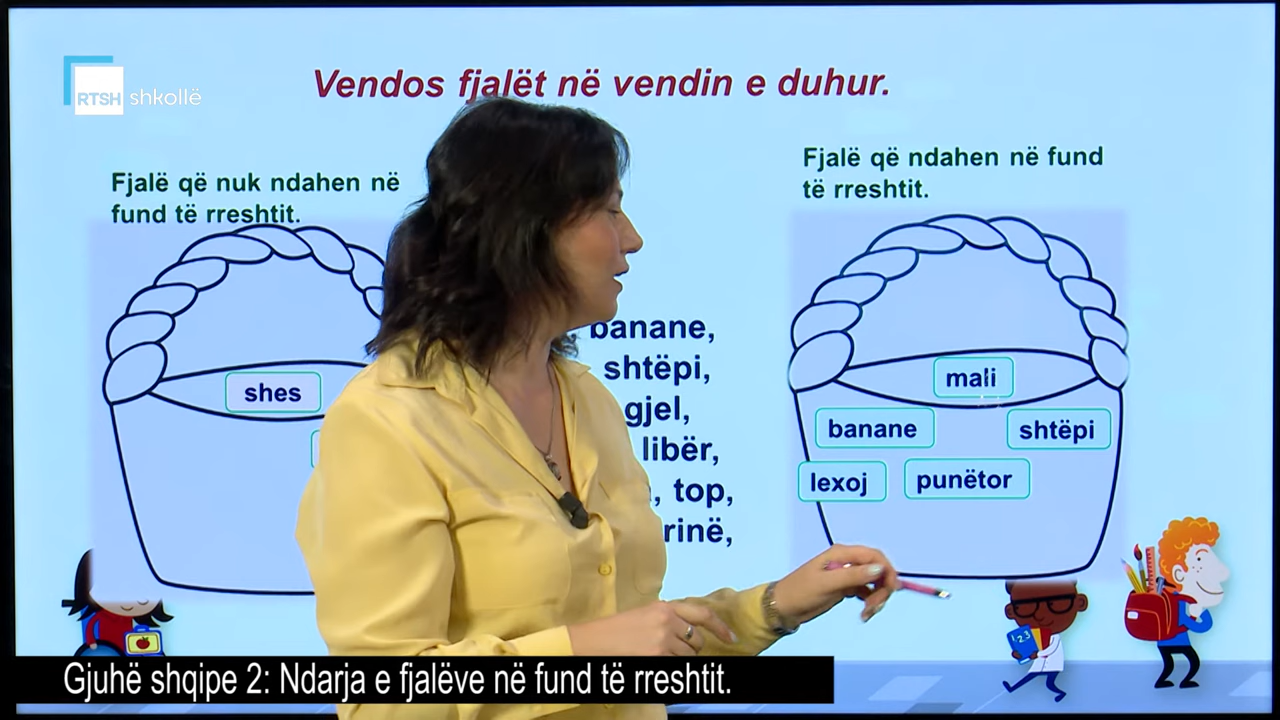 RTSH shkollë
Vendos fjalët në vendin e duhur.
Fjalë që nuk ndahen në
fund të rreshtit.
Fjalë që ndahen në fund
të rreshtit.
shes
banane,
shtëpi,
gjel,
libër,
top,
mali
banane
shtëpi
lexoj
punëtor
123
Gjuhë shqipe 2: Ndarja e fjalëve në fund të rreshtit.